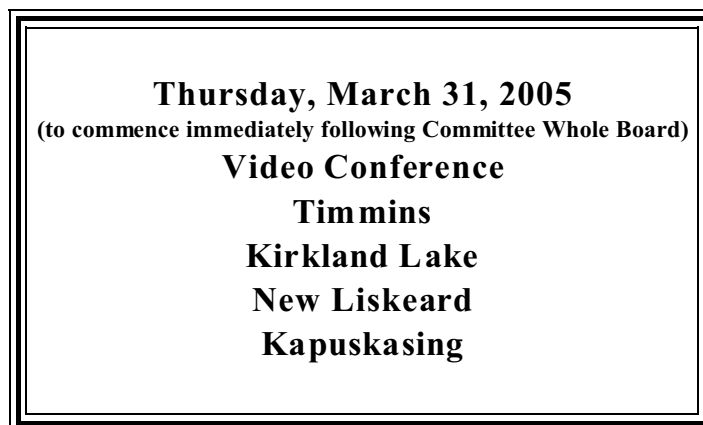 Thursday, March 31, 2005
(to commence immediately following Committee Whole Board)
Video Conference
Timmins
Kirkland Lake
New Liskeard
Kapuskasing